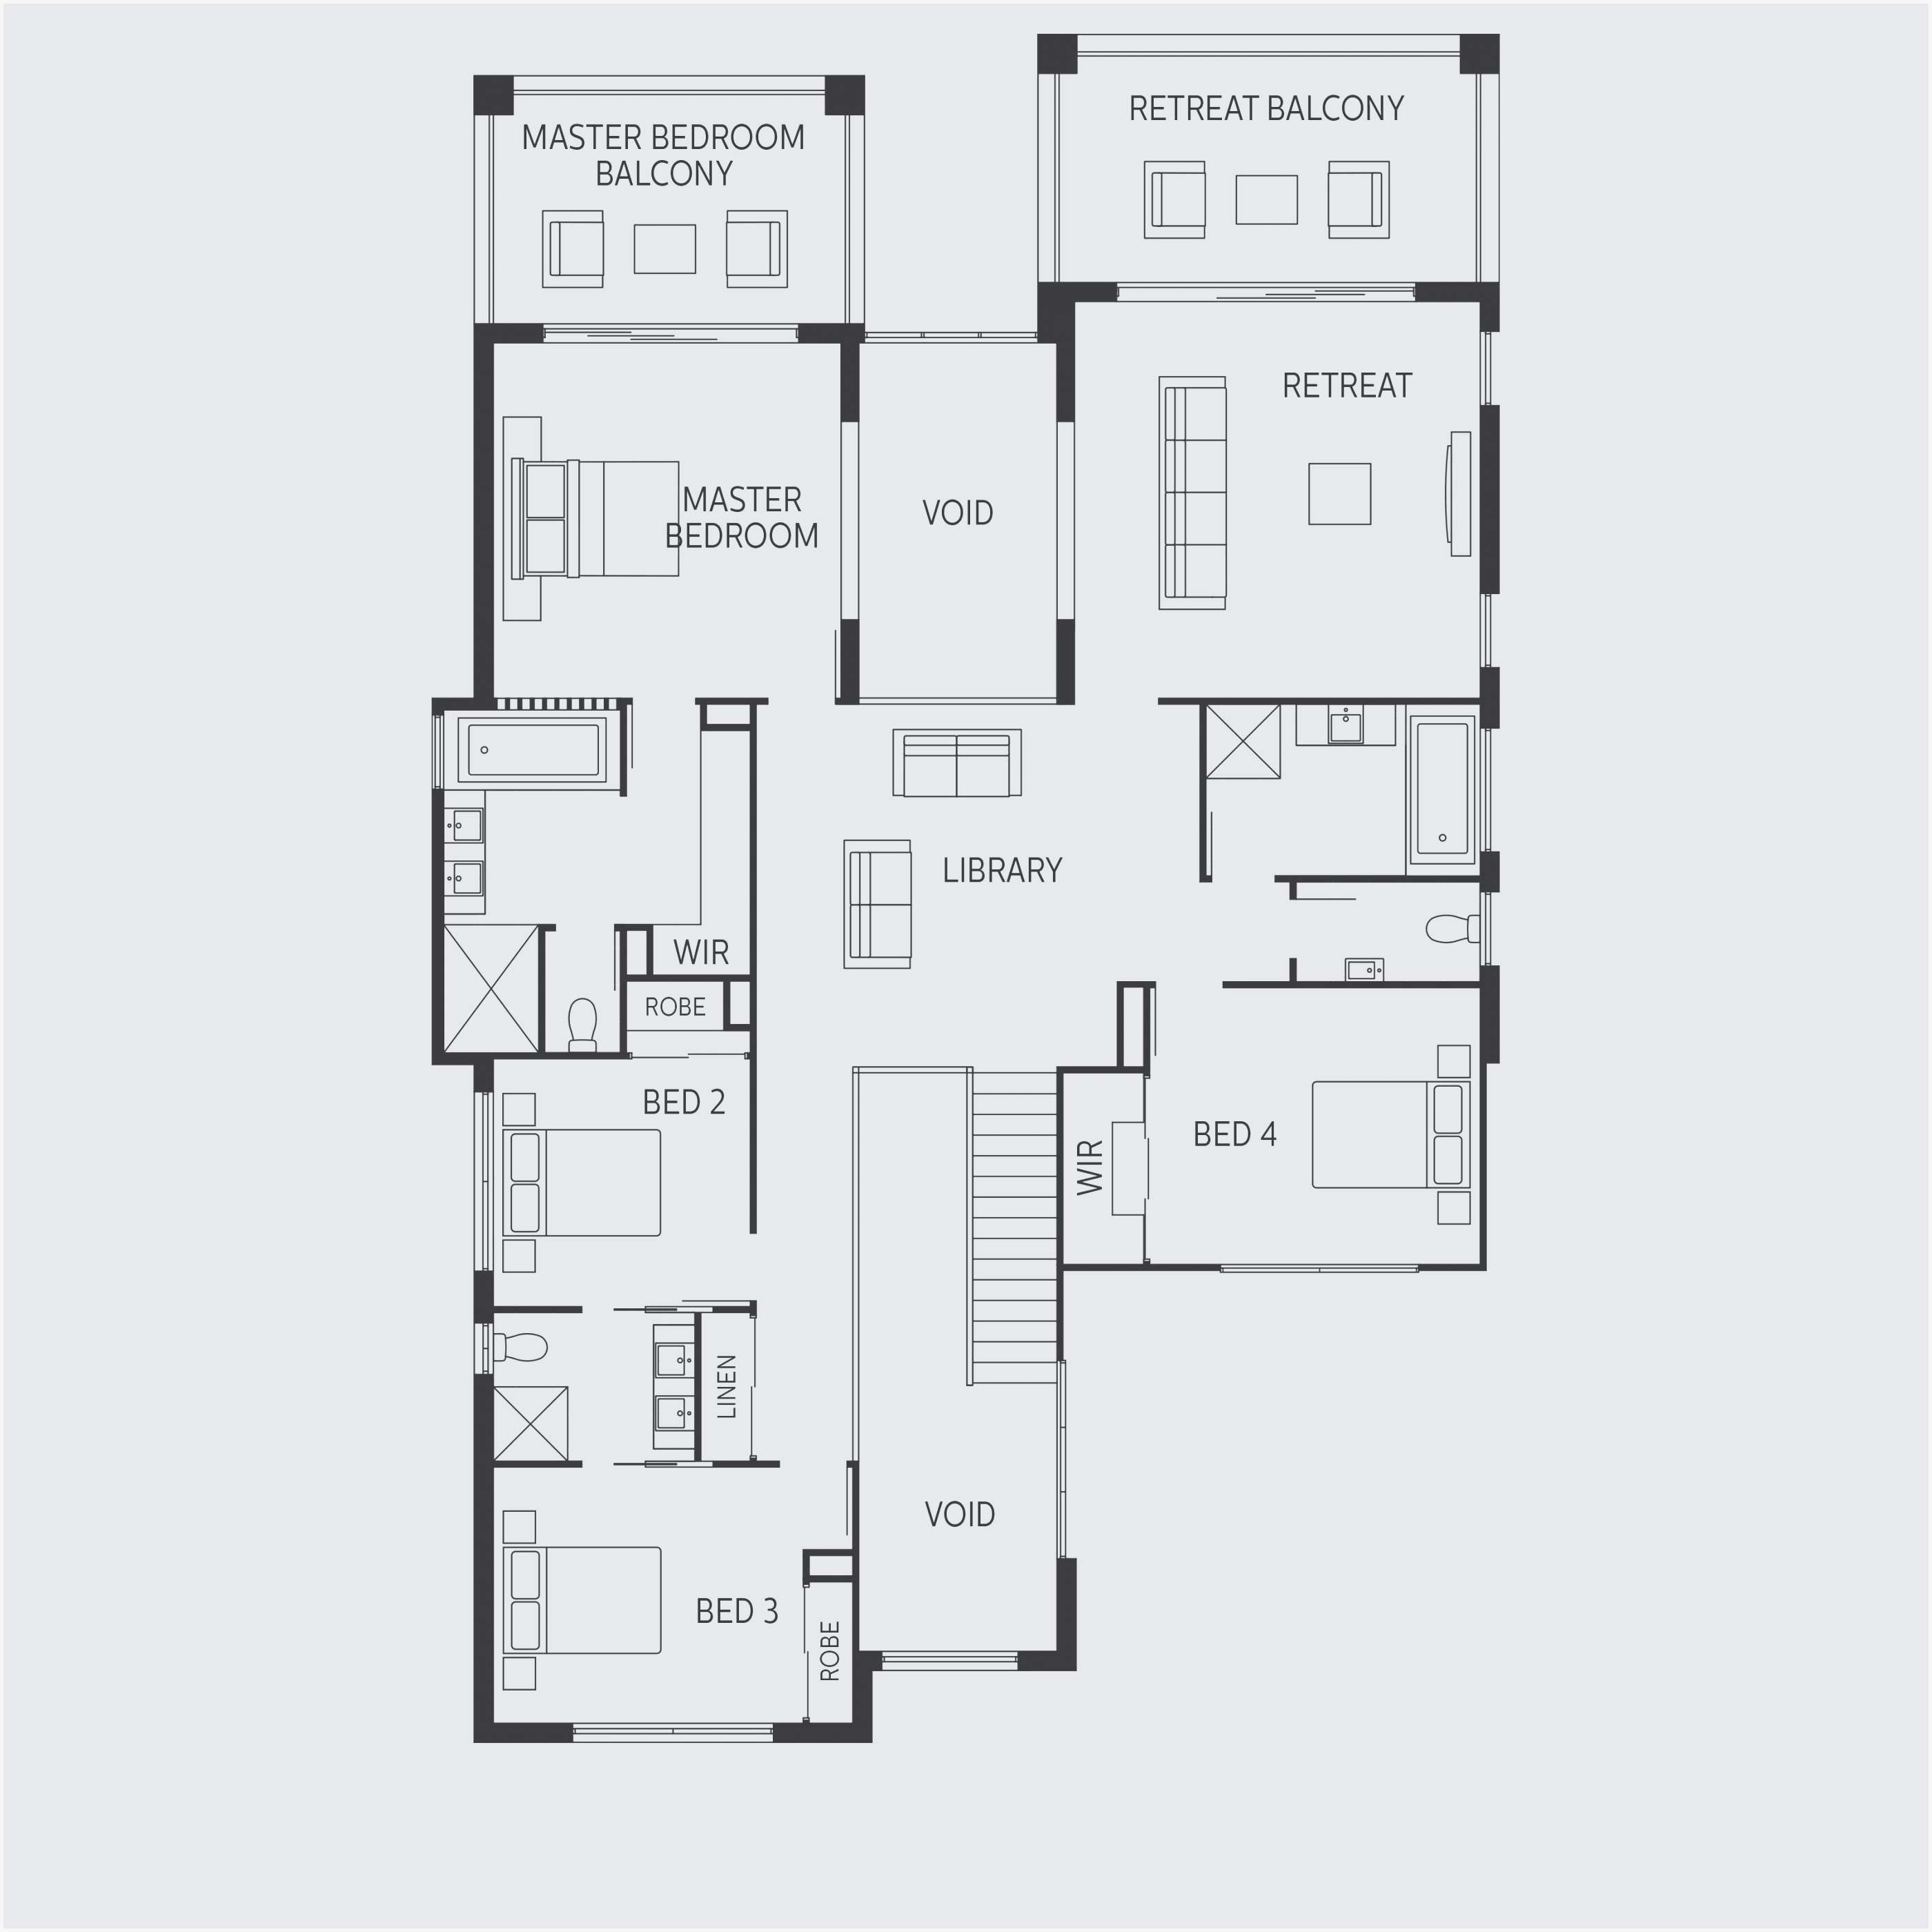 RETREAT BALCONY
MASTER BEDROOM
BALCONY
RETREAT
MASTER
BEDROOM
VOID
LIBRARY
WIR
ROBE
BED 2
BED 4
WIR
LINEN
VOID
BED 3
ROBE